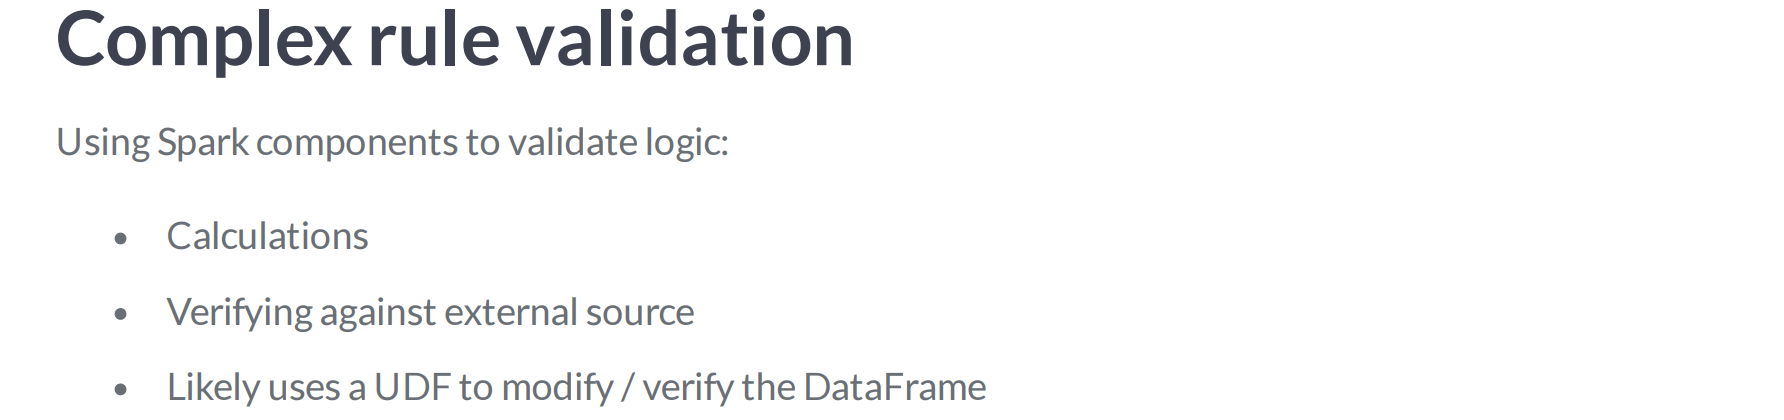 Complex rule validation
Using Spark components to validate logic:
• Calculations
• Verifying against external source
• Likely uses a UDF to modify / verify the DataFrame